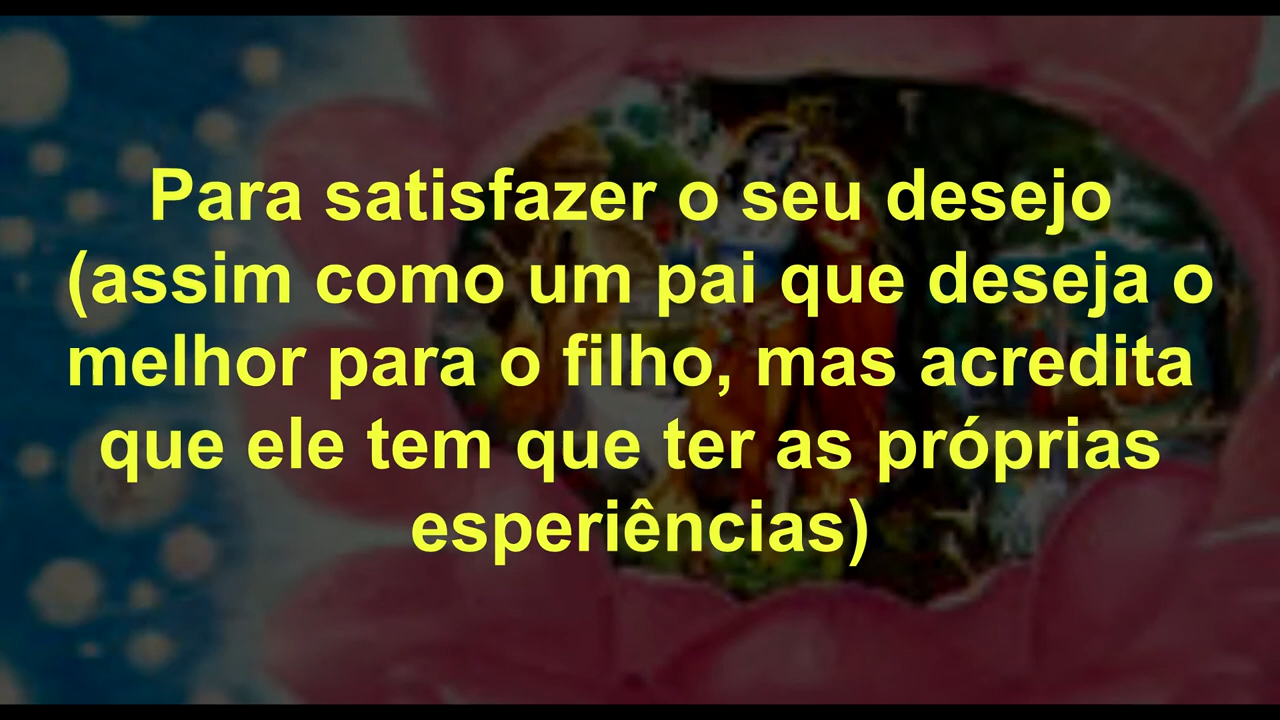 Para satisfazer o seu desejo
(assim como um pai que deseja o
melhor para o filho, mas acredita
que ele tem que ter as próprias
esperiências)